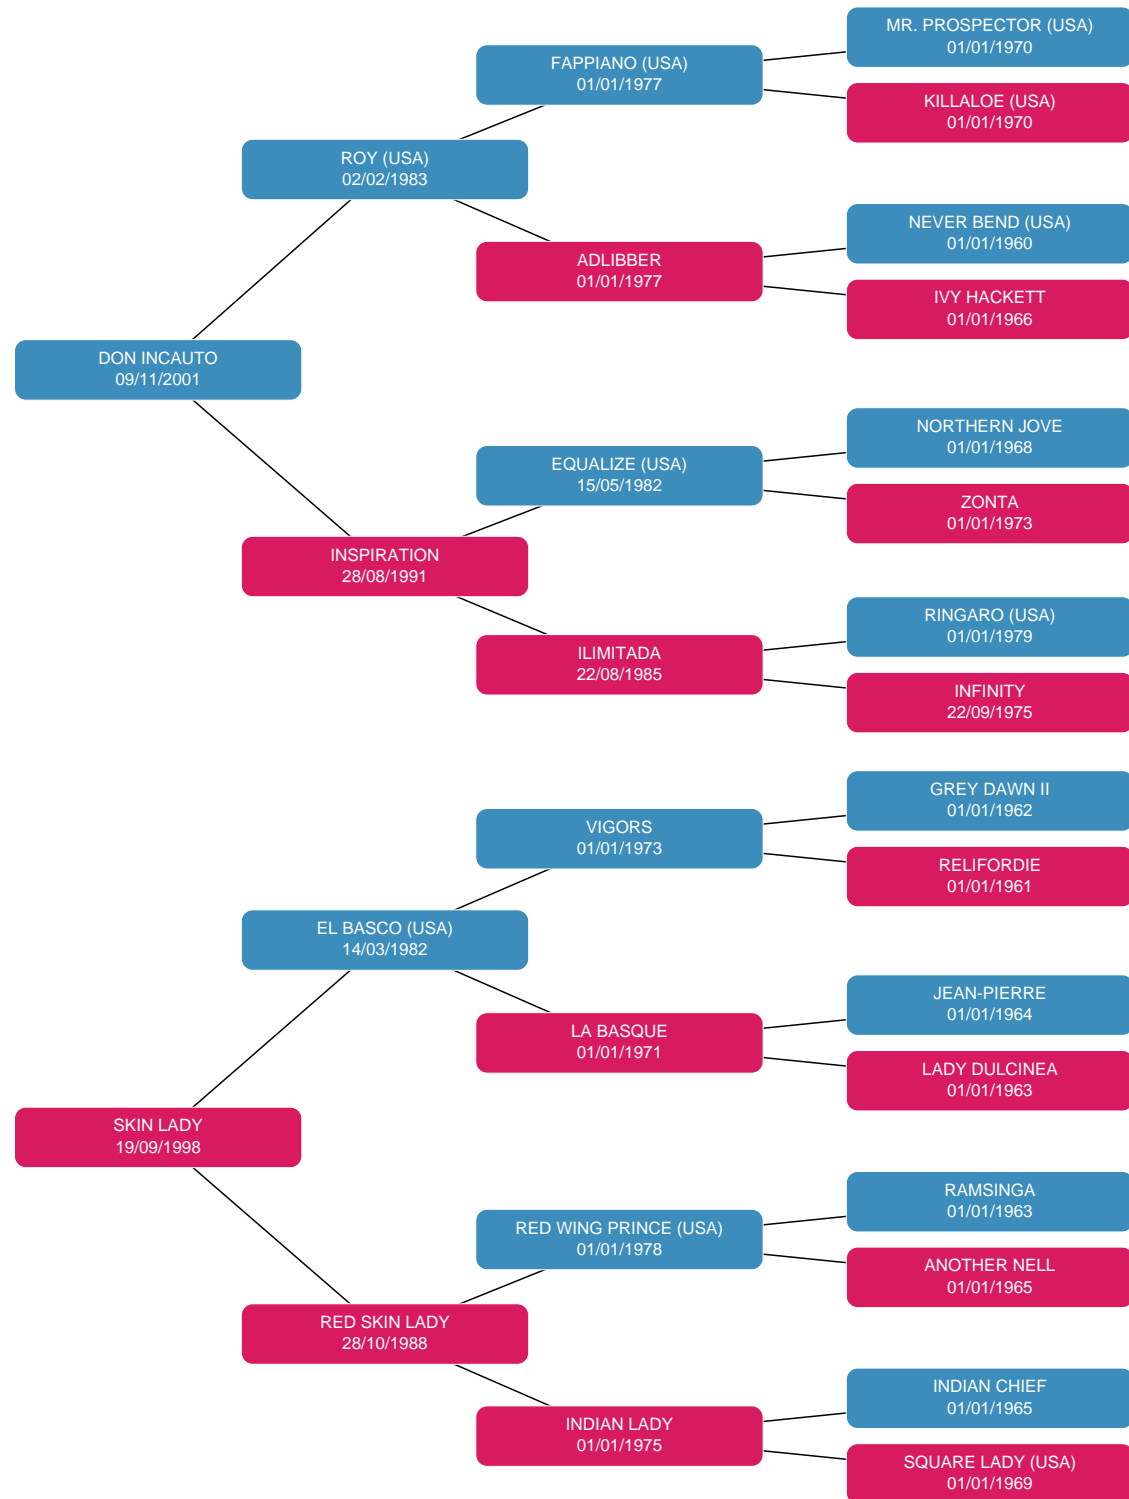 MR. PROSPECTOR (USA)
01/01/1970
FAPPIANO (USA)
01/01/1977
KILLALOE (USA)
01/01/1970
ROY (USA)
02/02/1983
NEVER BEND (USA)
01/01/1960
ADLIBBER
01/01/1977
IVY HACKETT
01/01/1966
DON INCAUTO
09/11/2001
NORTHERN JOVE
01/01/1968
EQUALIZE (USA)
15/05/1982
ZONTA
01/01/1973
INSPIRATION
28/08/1991
RINGARO (USA)
01/01/1979
ILIMITADA
22/08/1985
INFINITY
22/09/1975
GREY DAWN II
01/01/1962
VIGORS
01/01/1973
RELIFORDIE
01/01/1961
EL BASCO (USA)
14/03/1982
JEAN-PIERRE
01/01/1964
LA BASQUE
01/01/1971
LADY DULCINEA
01/01/1963
SKIN LADY
19/09/1998
RAMSINGA
01/01/1963
RED WING PRINCE (USA)
01/01/1978
ANOTHER NELL
01/01/1965
RED SKIN LADY
28/10/1988
INDIAN CHIEF
01/01/1965
INDIAN LADY
01/01/1975
SQUARE LADY (USA)
01/01/1969